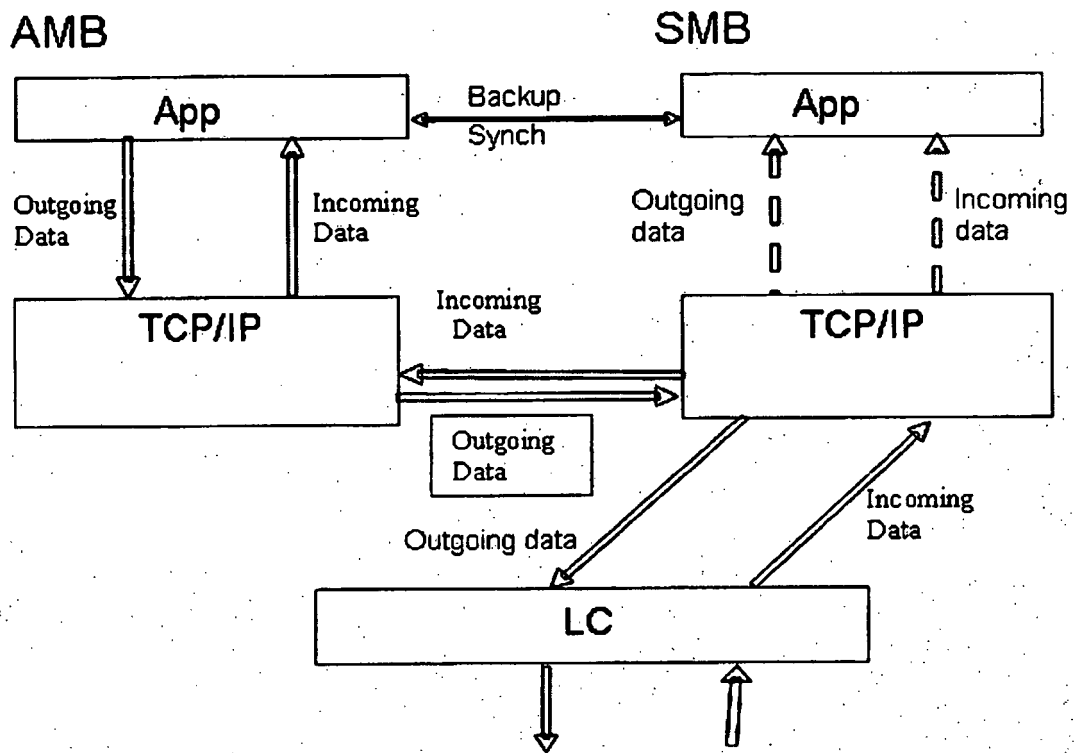 AMB
SMB
App
Backup
Synch
App
Outgoing
Data
Incoming
Data
Outgoing
data
Incoming
data
TCP/IP
Incoming
Data
TCP/IP
Outgoing
Data
Incoming
Data
Outgoing data
LC